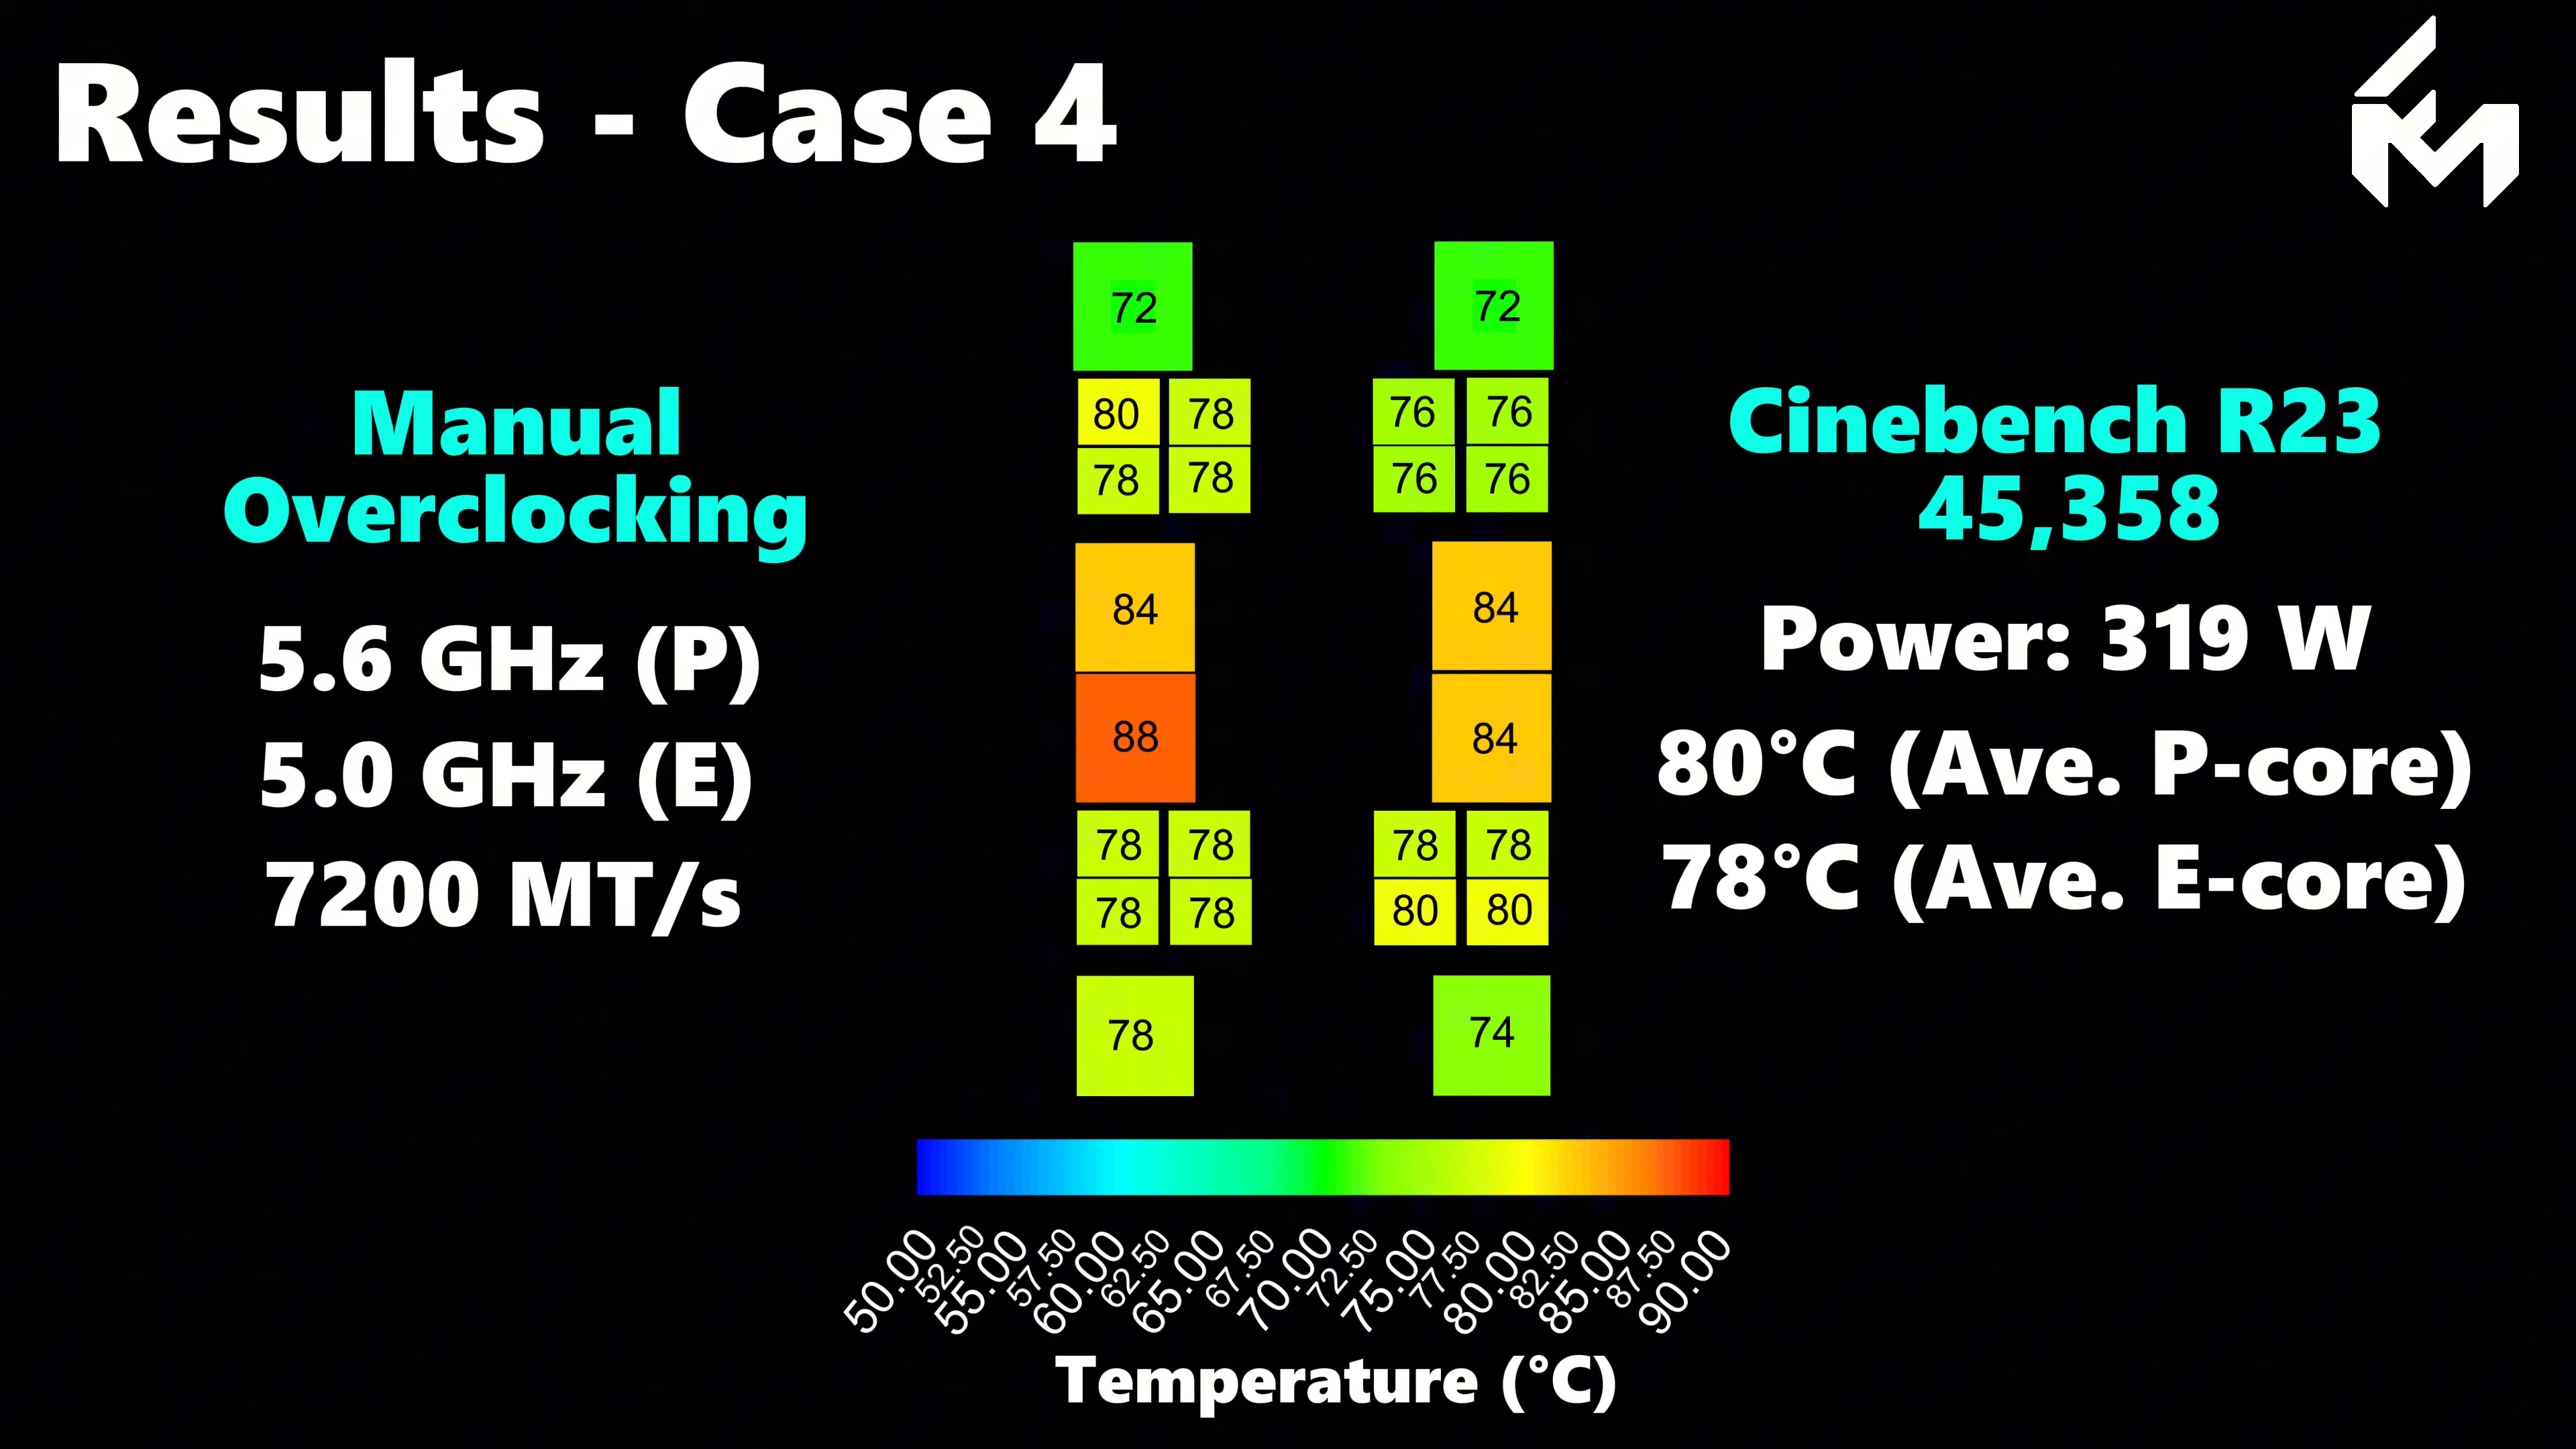 Results - Case 4
Manual
Overclocking
5.6 GHz (P)
5.0 GHz (E)
7200 MT/s
72 72
80 78 76 76
78 78 76 76
84 84
88 84
78 78 78 78
78 78 80 80
78 74
50.00 52.50 55.00 57.50 60.00 62.50 65.00 67.50 70.00 72.50 75.00 77.50 80.00 82.50 85.00 87.50 90.00
Temperature (°C)
Cinebench R23
45,358
Power: 319 W
80°C (Ave. P-core)
78°C (Ave. E-core)